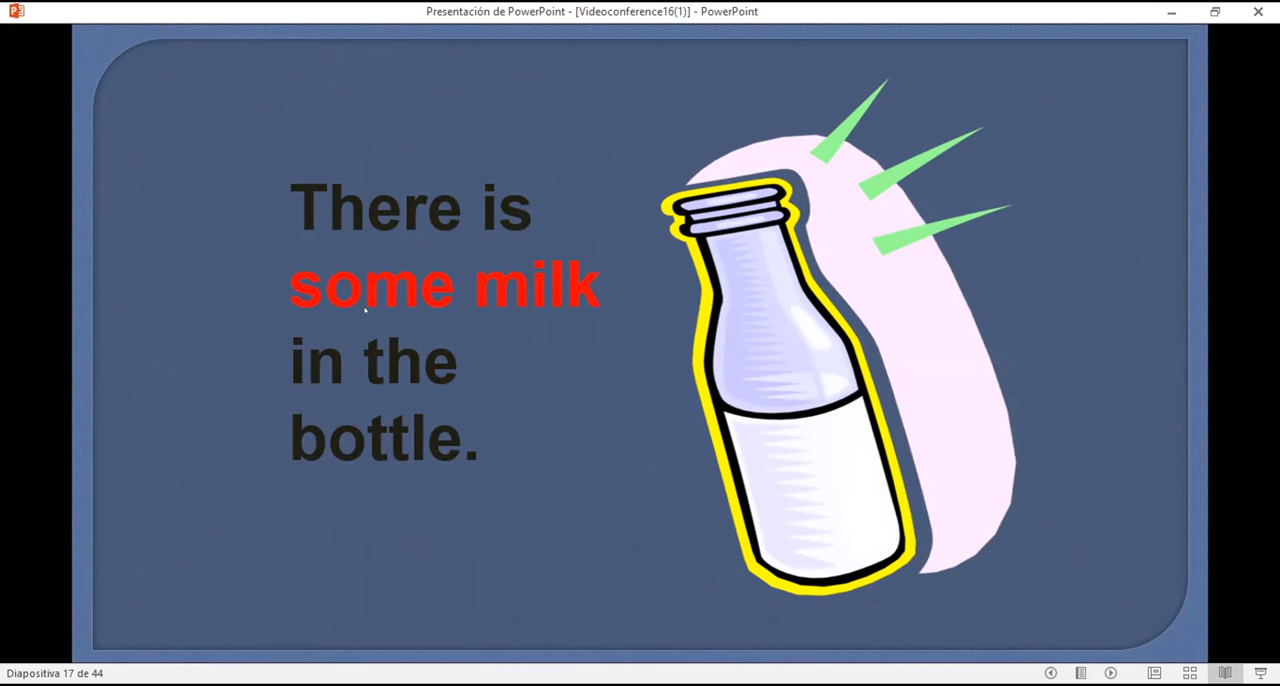 Presentación de PowerPoint - [Videoconference16(1)] - PowerPoint
There is
some milk
in the
bottle.
Diapositiva 17 de 44